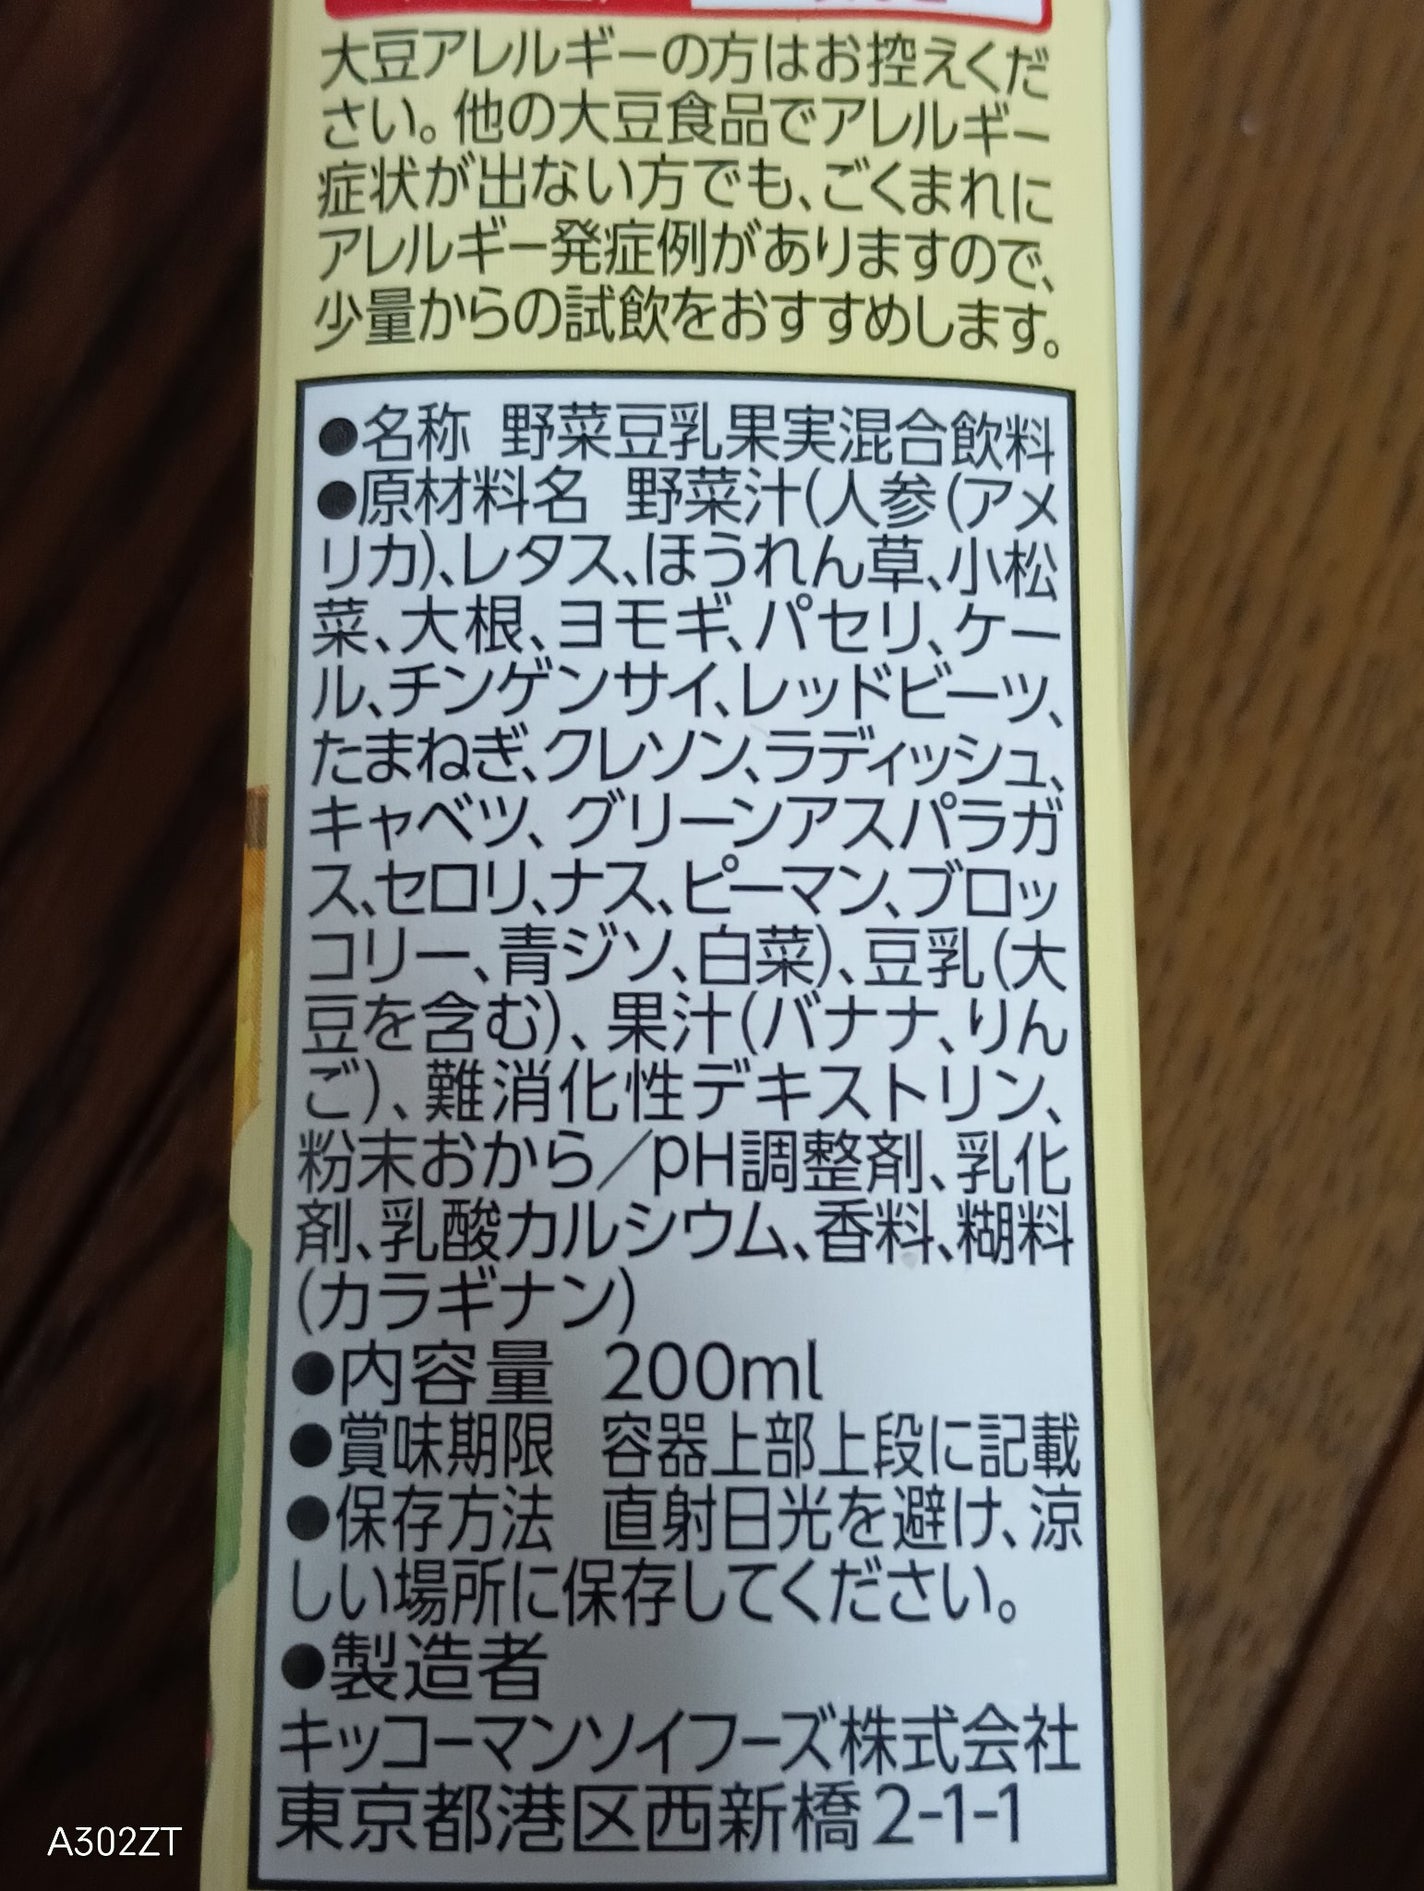 大豆アレルギーの方はお控えくだ
さい。他の大豆食品でアレルギー
症状が出ない方でも、ごくまれに
アレルギー発症例がありますので、
少量からの試飲をおすすめします。
●名称 野菜豆乳果実混合飲料
●原材料名 野菜汁(人参(アメ
リカ)、レタス、ほうれん草、小松
菜、大根、ヨモギ、パセリ、ケー
ル、チンゲンサイ、レッドビーツ、
たまねぎ、クレソン、ラディッシュ、
キャベツ、グリーンアスパラガ
ス、セロリ、ナス、ピーマン、ブロッ
コリー、青ジソ、白菜)、豆乳(大
豆を含む)、果汁(バナナ、りん
ご)、難消化性デキストリン、
粉末おから/pH調整剤、乳化
剤、乳酸カルシウム、香料、糊料
(カラギナン)
●内容量 200ml
●賞味期限 容器上部上段に記載
●保存方法 直射日光を避け、涼
しい場所に保存してください。
●製造者
キッコーマンソイフーズ株式会社
東京都港区西新橋2-1-1
A302ZT